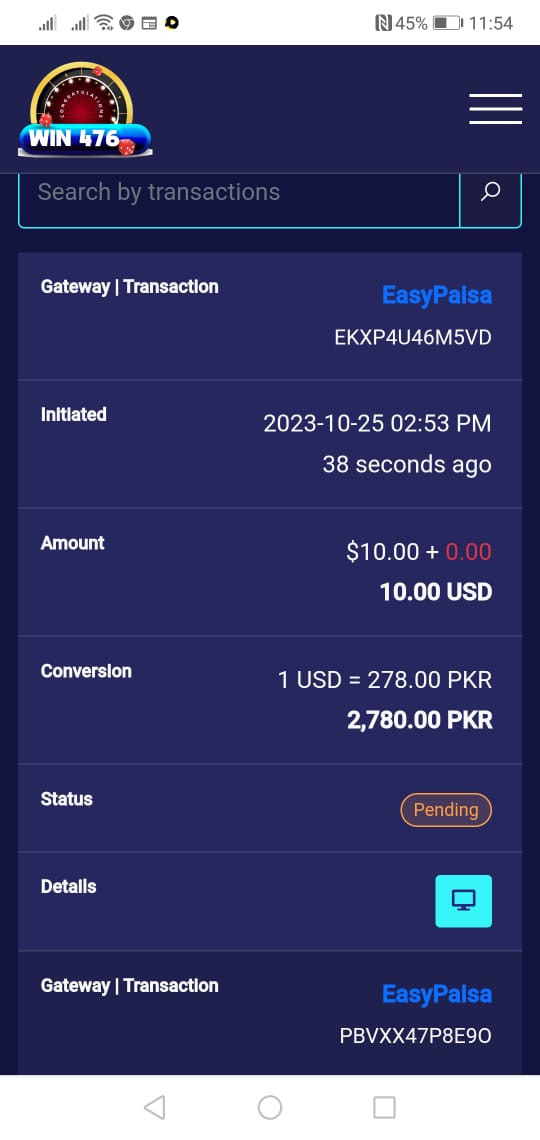 45% 11:54
CONGRATULATIONS
WIN 476
Search by transactions
Gateway | Transaction
EasyPaisa
EKXP4U46M5VD
Initiated
2023-10-25 02:53 PM
38 seconds ago
Amount
$10.00 + 0.00
10.00 USD
Conversion
1 USD = 278.00 PKR
2,780.00 PKR
Status
Pending
Details
Gateway | Transaction
EasyPaisa
PBVXX47P8E9O